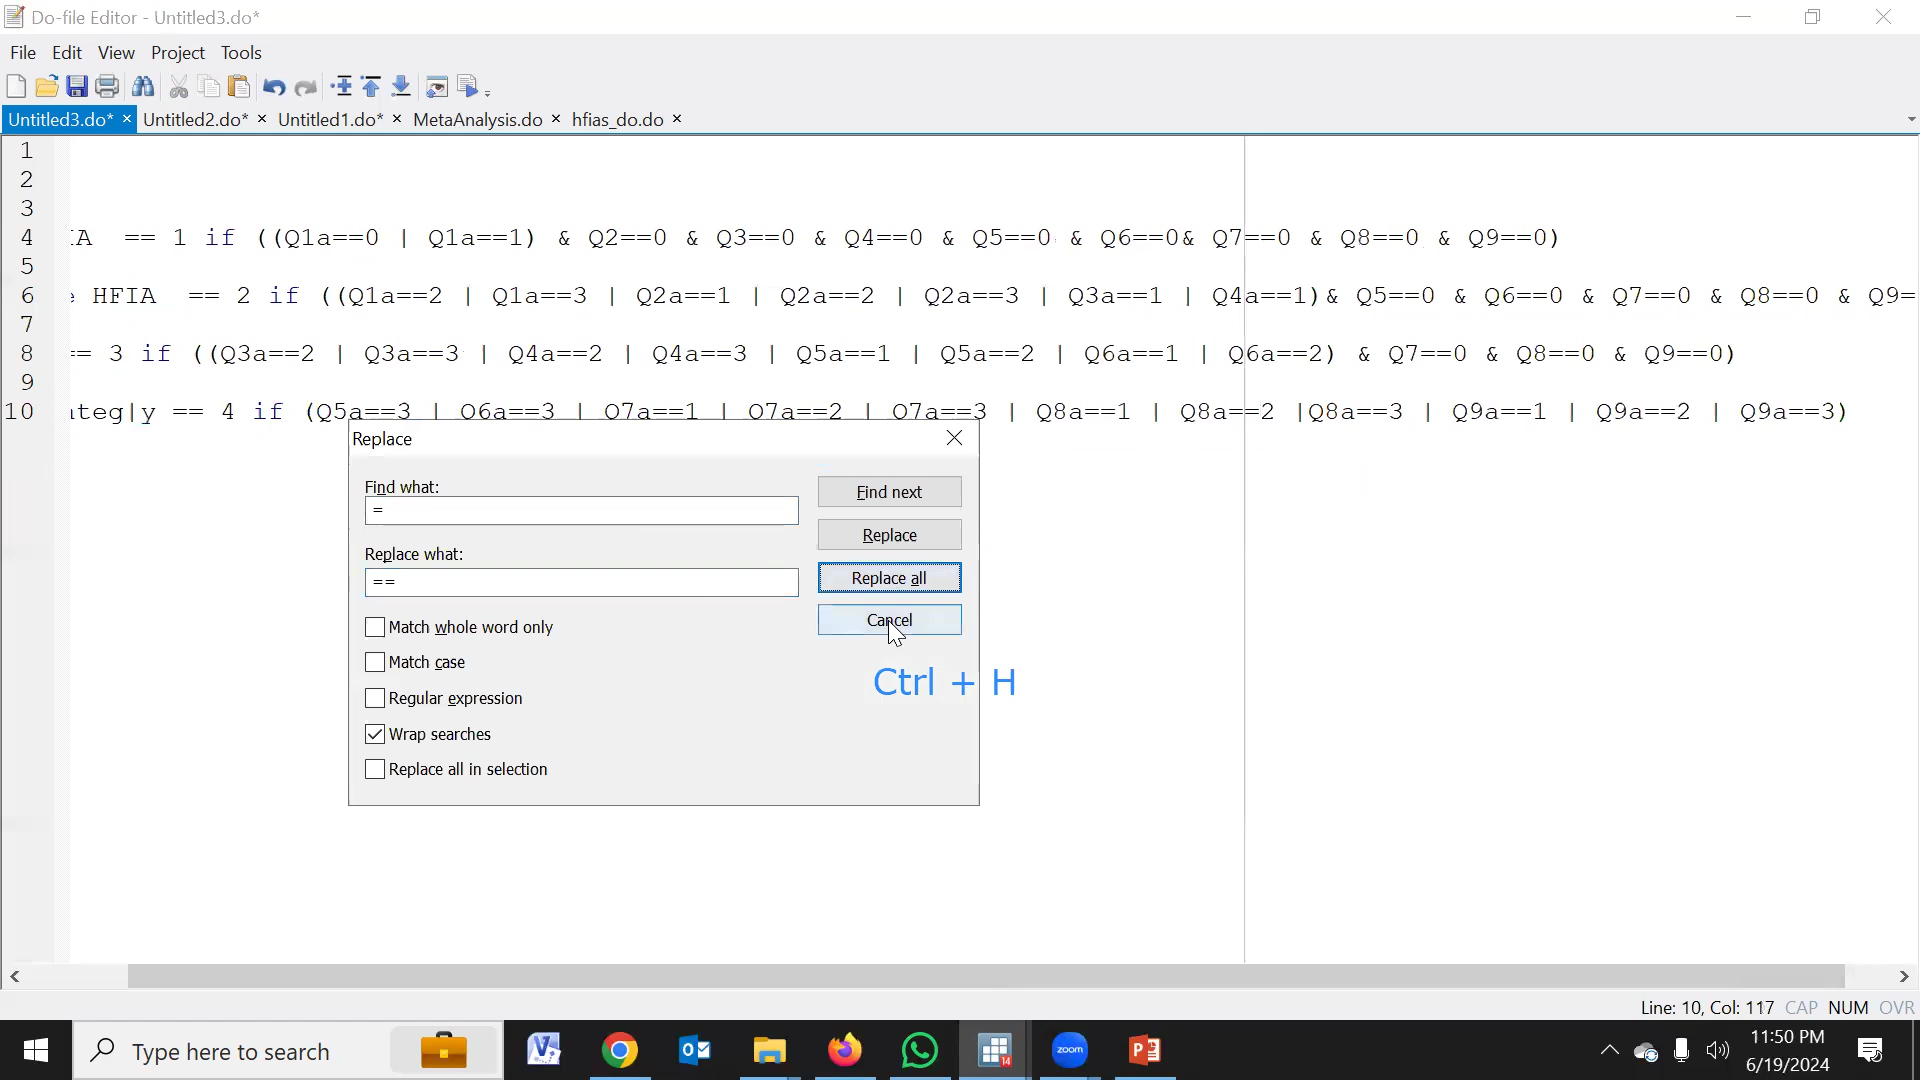 Do-file Editor - Untitled3.do*
File Edit View Project Tools
Untitled3.do* Untitled2.do* Untitled1.do* MetaAnalysis.do hfias_do.do
1
2
3
4 IA == 1 if ((Q1a==0 | Q1a==1) & Q2==0 & Q3==0 & Q4==0 & Q5==0 & Q6==0& Q7==0 & Q8==0 & Q9==0)
5
6 HFIA == 2 if ((Q1a==2 | Q1a==3 | Q2a==1 | Q2a==2 | Q2a==3 | Q3a==1 | Q4a==1)& Q5==0 & Q6==0 & Q7==0 & Q8==0 & Q9=
7
8 == 3 if ((Q3a==2 | Q3a==3 | Q4a==2 | Q4a==3 | Q5a==1 | Q5a==2 | Q6a==1 | Q6a==2) & Q7==0 & Q8==0 & Q9==0)
9
10 ateg|y == 4 if (Q5a==3 | Q6a==3 | Q7a==1 | Q7a==2 | Q7a==3 | Q8a==1 | Q8a==2 |Q8a==3 | Q9a==1 | Q9a==2 | Q9a==3)
Replace
Find what:
=
Replace what:
==
Find next
Replace
Replace all
Cancel
Match whole word only
Match case
Regular expression
Wrap searches
Replace all in selection
Ctrl + H
Line: 10, Col: 117 CAP NUM OVR
Type here to search
14
zoom
11:50 PM
6/19/2024